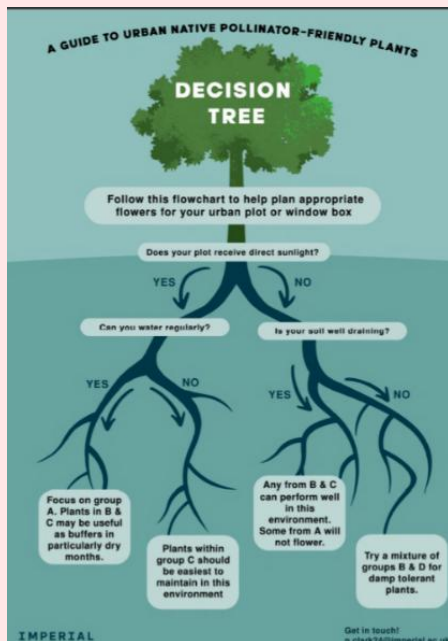 A GUIDE TO URBAN NATIVE POLLINATOR-FRIENDLY PLANTS
DECISION
TREE
Follow this flowchart to help plan appropriate
flowers for your urban plot or window box
Does your plot receive direct sunlight?
YES
NO
Can you water regularly?
Is your soil well draining?
YES
NO
YES
NO
Focus on group
A. Plants in B &
C may be useful
as buffers in
particularly dry
months.
Plants within
group C should
be easiest to
maintain in this
environment
Any from B & C
can perform well
in this
environment.
Some from A will
not flower.
Try a mixture of
groups B & D for
damp tolerant
plants.
IMPERIAL
Get in touch!